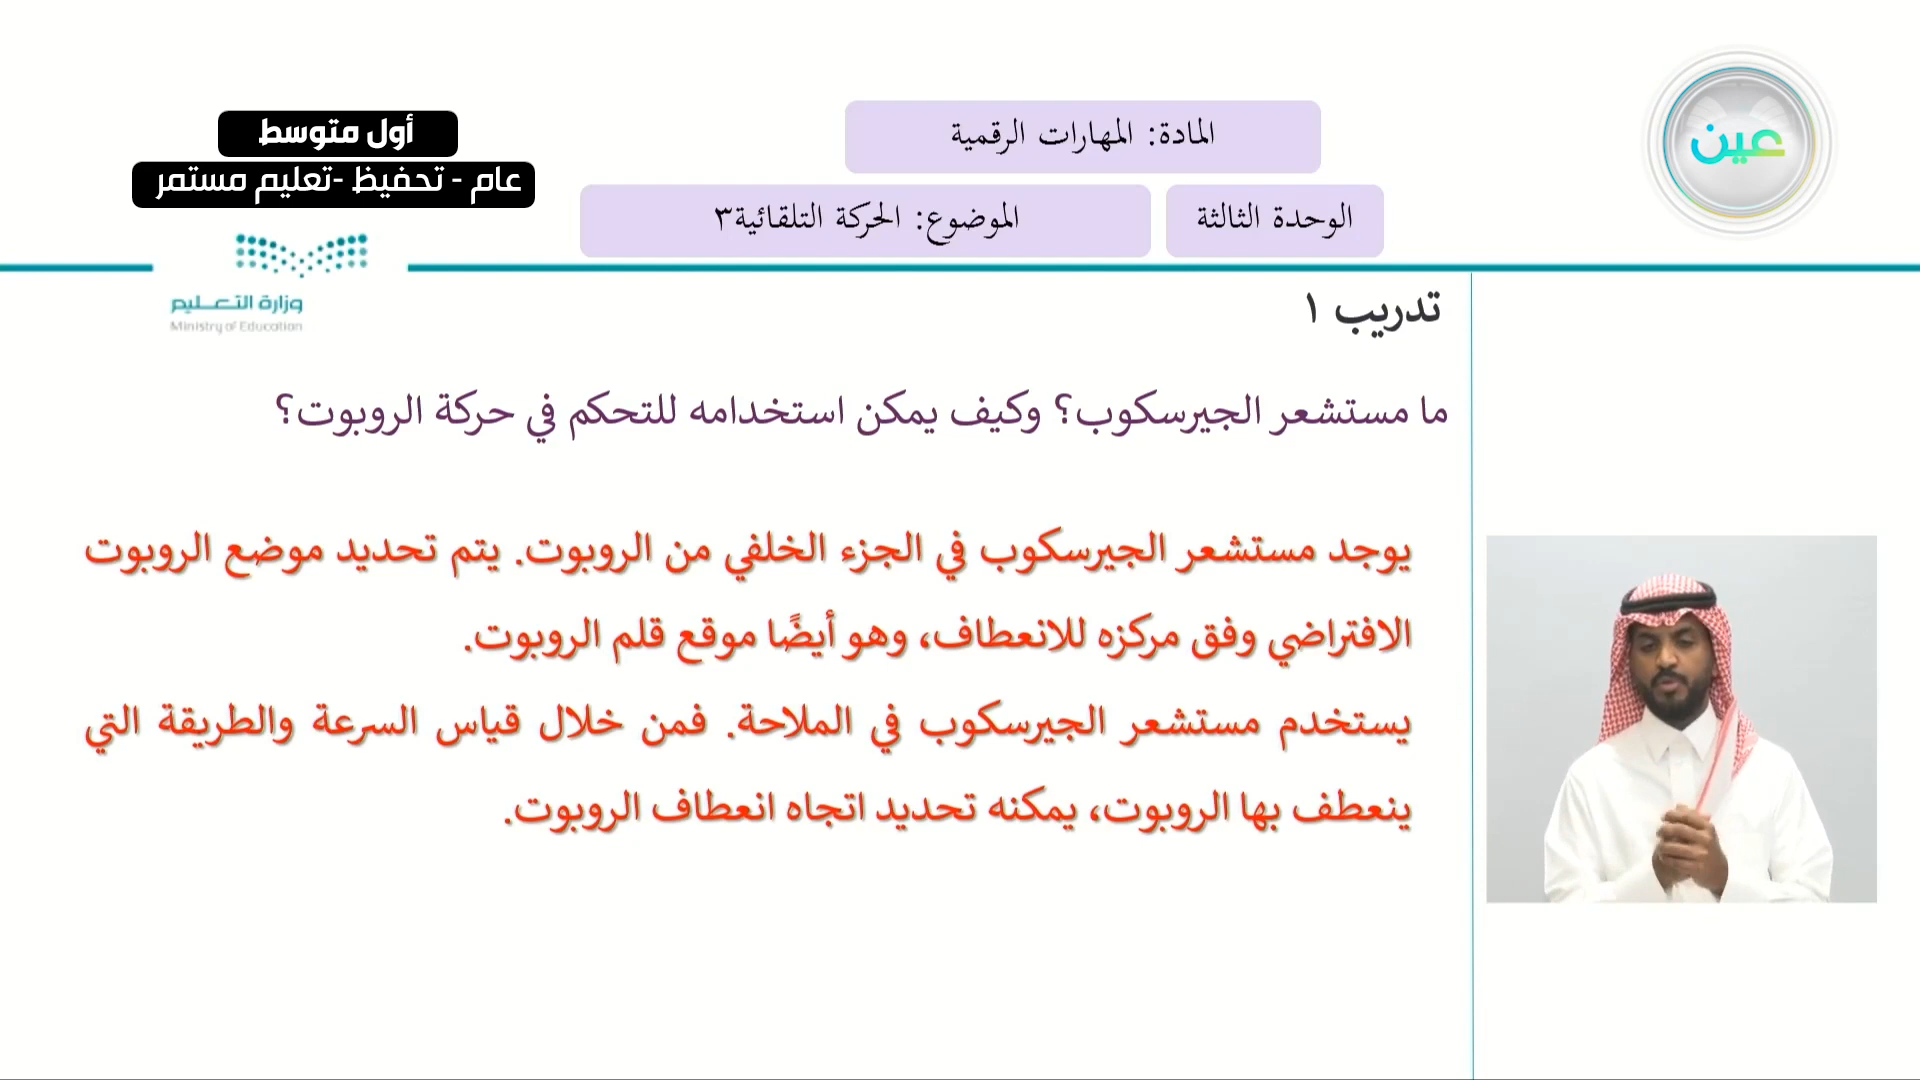 عين
المادة: المهارات الرقمية
أول متوسط
عام - تحفيظ -تعليم مستمر
الوحدة الثالثة
الموضوع: الحركة التلقائية٣
وزارة التعليم
Ministry of Education
تدريب ١
ما مستشعر الجيرسكوب؟ وكيف يمكن استخدامه للتحكم في حركة الروبوت؟
يوجد مستشعر الجيرسكوب في الجزء الخلفي من الروبوت. يتم تحديد موضع الروبوت
الافتراضي وفق مركزه للانعطاف، وهو أيضًا موقع قلم الروبوت.
يستخدم مستشعر الجيرسكوب في الملاحة. فمن خلال قياس السرعة والطريقة التي
ينعطف بها الروبوت، يمكنه تحديد اتجاه انعطاف الروبوت.